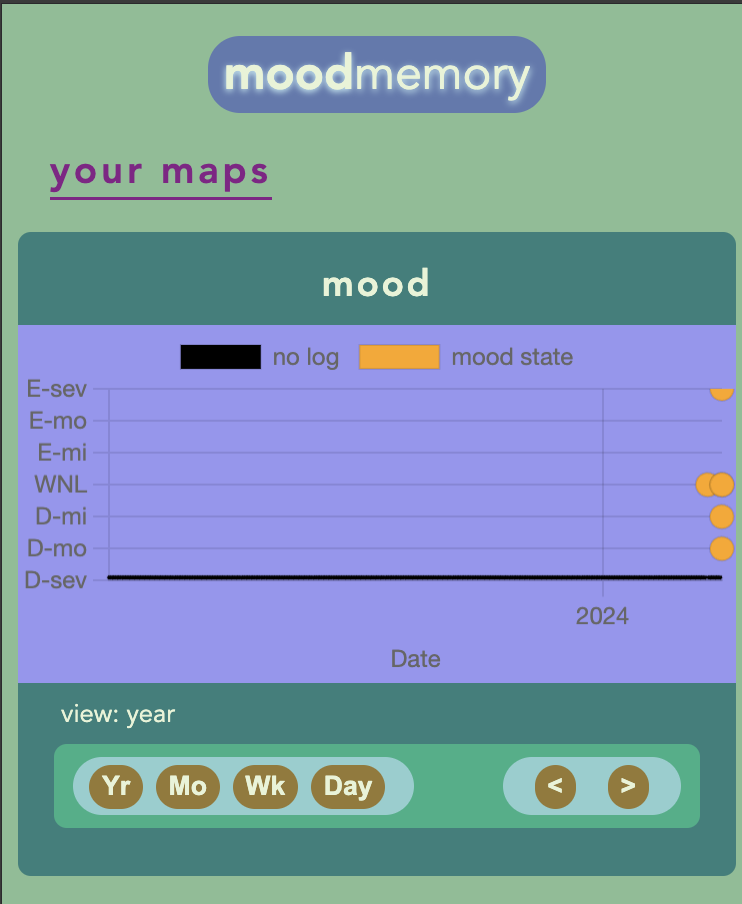 moodmemory
your maps
mood
no log mood state
E-sev
E-mo
E-mi
WNL
D-mi
D-mo
D-sev
2024
Date
view: year
Yr Mo Wk Day < >